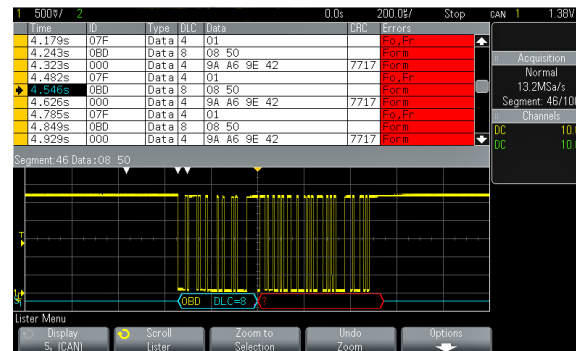 1 500▽/ 2 0.0s 200.0▽/ Stop CAN 1 1.38V
Time ID Type DLC Data CRC Errors
4.179s 07F Data 4 01 Fo,Fr
4.243s 0BD Data 8 08 50 Form
4.323s 000 Data 4 9A A6 9E 42 7717 Form
4.482s 07F Data 4 01 Fo,Fr
4.546s 0BD Data 8 08 50 Form
4.626s 000 Data 4 9A A6 9E 42 7717 Form
4.785s 07F Data 4 01 Fo,Fr
4.849s 0BD Data 8 08 50 Form
4.929s 000 Data 4 9A A6 9E 42 7717 Form
Acquisition
Normal
13.2MSa/s
Segment: 46/10
Channels
DC 10.
DC 10.
Segment:46 Data:08 50
T
0BD DLC=8 ?
Lister Menu
Display
S₁ (CAN)
Scroll
Lister
Zoom to
Selection
Undo
Zoom
Options